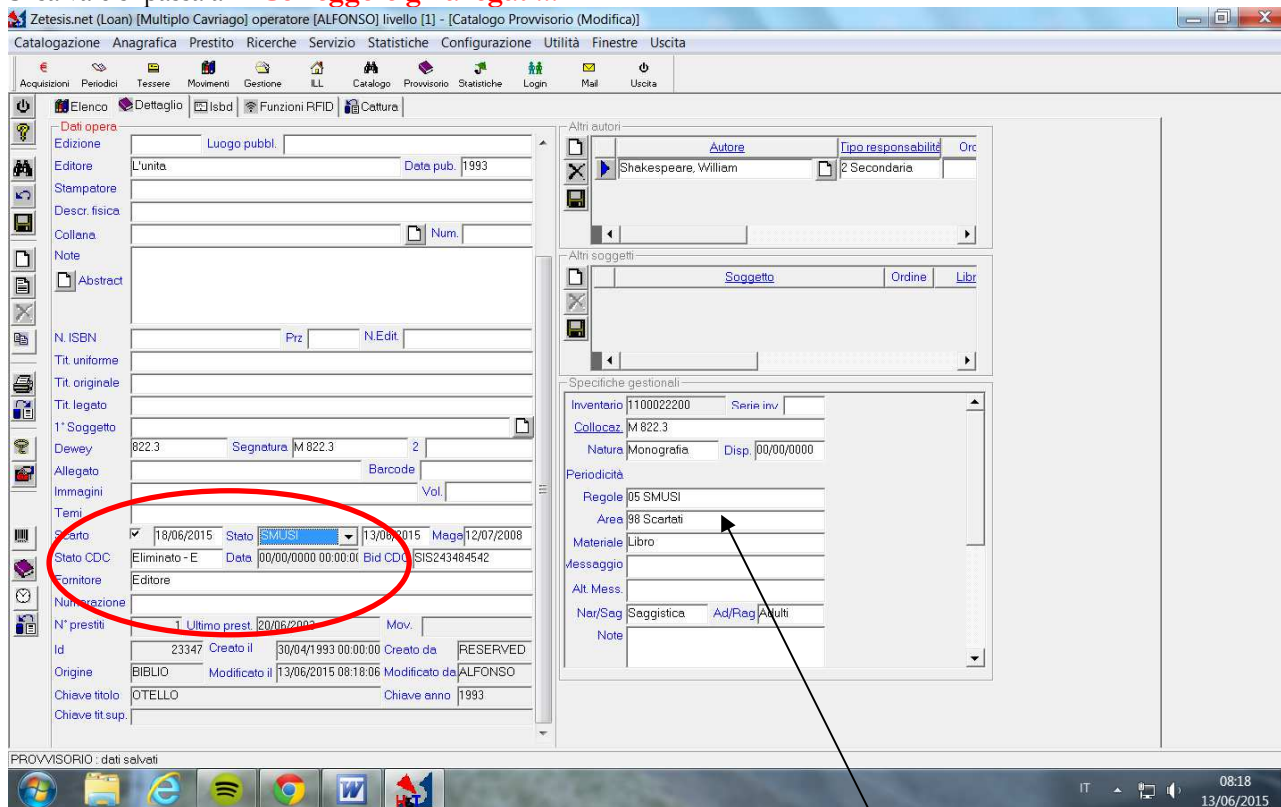 Zetesis.net (Loan) [Multiplo Cavriago] operatore [ALFONSO] livello [1] - [Catalogo Provvisorio (Modifica)]
Catalogazione Anagrafica Prestito Ricerche Servizio Statistiche Configurazione Utilità Finestre Uscita
Acquisizioni Periodici Tessere Movimenti Gestione ILL Catalogo Provvisorio Statistiche Login Mail Uscita
Elenco Dettaglio Isbd Funzioni RFID Cattura
Dati opera
Edizione Luogo pubbl.
Editore L'unita Data pub. 1993
Stampatore
Descr. fisica
Collana Num.
Note
Abstract
N. ISBN Prz N.Edit.
Tit. uniforme
Tit. originale
Tit. legato
1° Soggetto
Dewey 822.3 Segnatura M 822.3 2
Allegato Barcode
Immagini Vol.
Temi
Scarto 18/06/2015 Stato SMUSI 13/06/2015 Maga 12/07/2008
Stato CDC Eliminato - E Data 00/00/0000 00:00:00 Bid CDC SIS243484542
Fornitore Editore
Numerazione
N° prestiti 1 Ultimo prest. 20/06/2003 Mov.
Id 23347 Creato il 30/04/1993 00:00:00 Creato da RESERVED
Origine BIBLIO Modificato il 13/06/2015 08:18:06 Modificato da ALFONSO
Chiave titolo OTELLO Chiave anno 1993
Chiave tit.sup.
Altri autori
Autore Tipo responsabilità Orc
Shakespeare, William 2 Secondaria
Altri soggetti
Soggetto Ordine Libr
Specifiche gestionali
Inventario 1100022200 Serie inv
Collocaz. M 822.3
Natura Monografia Disp. 00/00/0000
Periodicità
Regole 05 SMUSI
Area 98 Scartati
Materiale Libro
Messaggio
Alt. Mess.
Nar/Sag Saggistica Ad/Rag Adulti
Note
PROVVISORIO : dati salvati
IT 08:18
13/06/2015